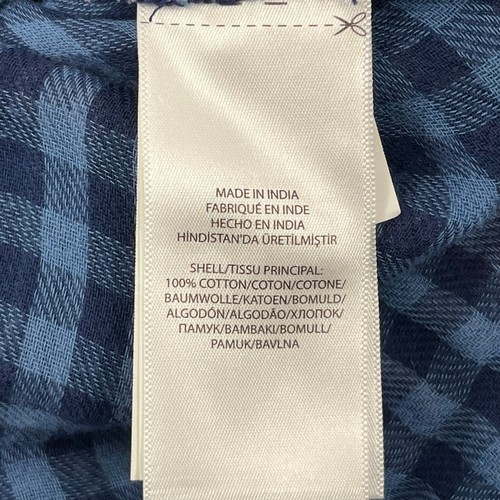 MADE IN INDIA
FABRIQUÉ EN INDE
HECHO EN INDIA
HİNDİSTAN'DA ÜRETİLMİŞTİR
SHELL/TISSU PRINCIPAL:
100% COTTON/COTON/COTONE/
BAUMWOLLE/KATOEN/BOMULD/
ALGODÓN/ALGODÃO/ХЛОПОК/
ПАМУК/BAMBAKI/BOMULL/
PAMUK/BAVLNA